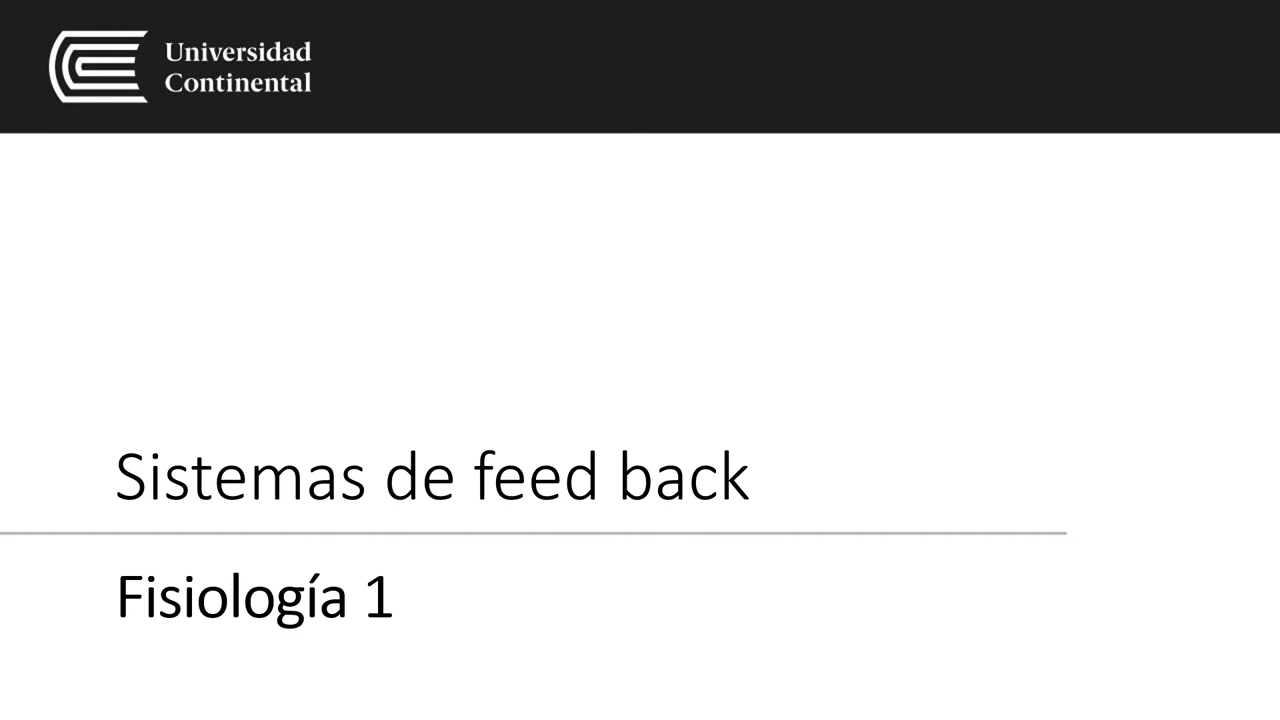 Universidad
Continental
Sistemas de feed back
Fisiología 1